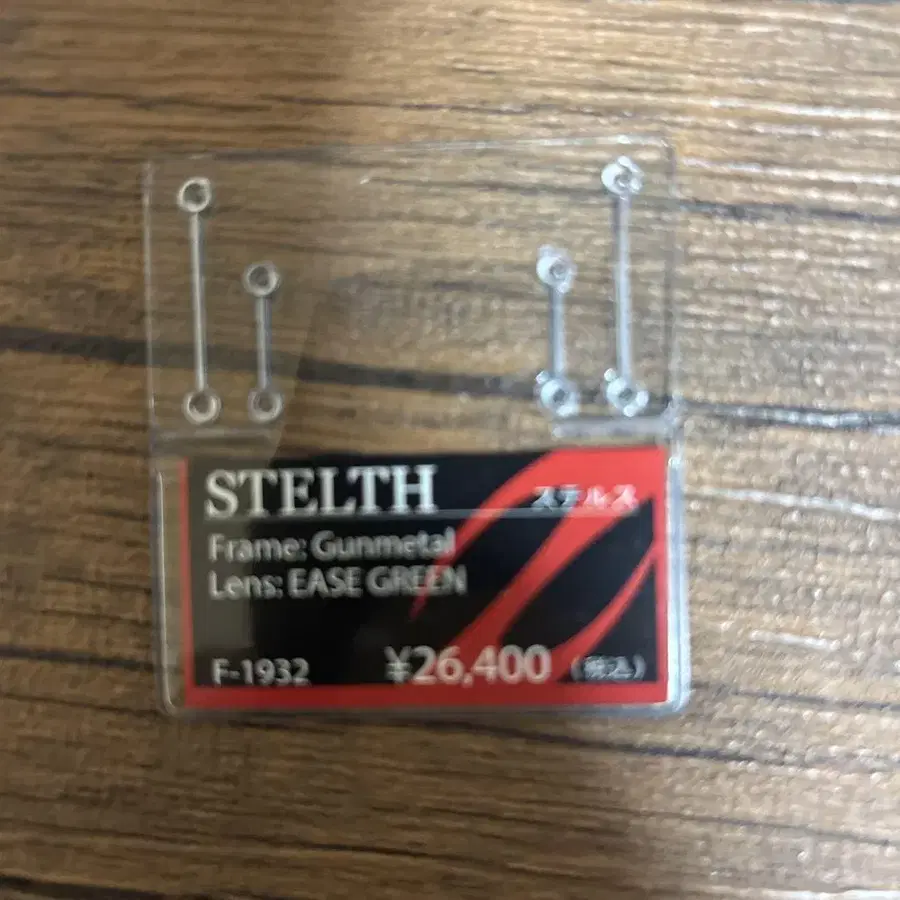 STELTH ステルス
Frame: Gunmetal
Lens: EASE GREEN
F-1932 ¥26,400 (税込)